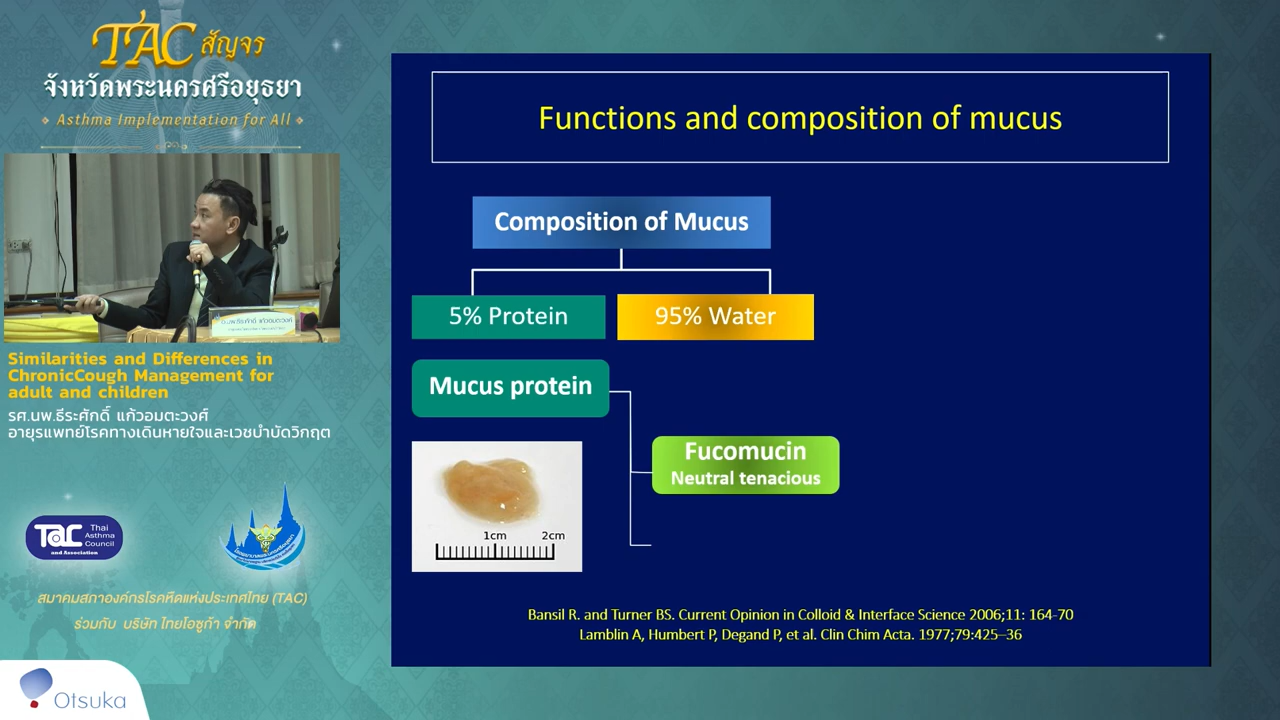 TAC สัญจร
จังหวัดพระนครศรีอยุธยา
Asthma Implementation for All
Similarities and Differences in
ChronicCough Management for
adult and children
รศ.นพ.ธีระศักดิ์ แก้วอมตะวงศ์
อายุรแพทย์โรคทางเดินหายใจและเวชบำบัดวิกฤต
TAC
Thai
Asthma
Council
and Association
สมาคมสภาองค์กรโรคหืดแห่งประเทศไทย (TAC)
ร่วมกับ บริษัท ไทยโอซูก้า จำกัด
Otsuka
Functions and composition of mucus
Composition of Mucus
5% Protein
95% Water
Mucus protein
Fucomucin
Neutral tenacious
1cm 2cm
Bansil R. and Turner BS. Current Opinion in Colloid & Interface Science 2006;11: 164-70
Lamblin A, Humbert P, Degand P, et al. Clin Chim Acta. 1977;79:425–36